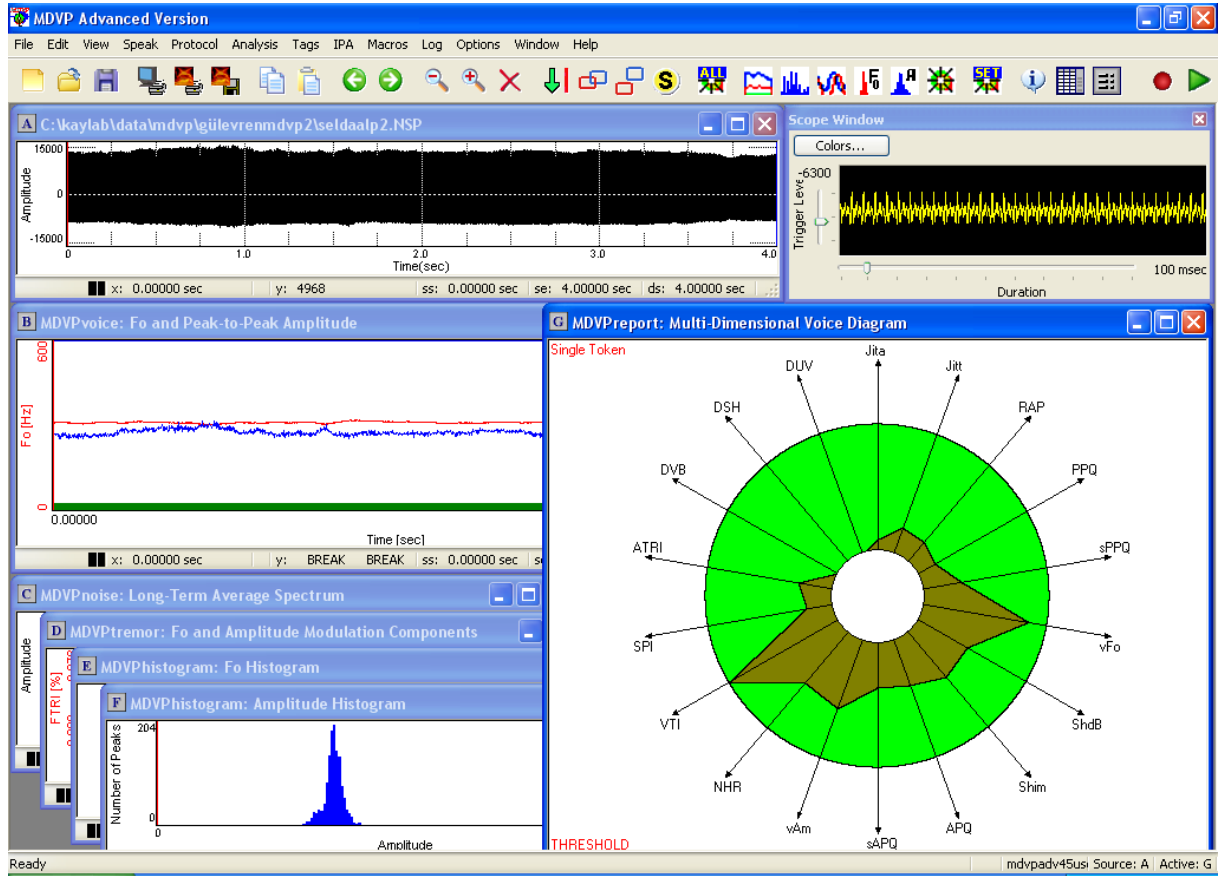 MDVP Advanced Version
File Edit View Speak Protocol Analysis Tags IPA Macros Log Options Window Help
ALL SET
A C:\kaylab\data\mdvp\gülevrenmdvp2\seldaalp2.NSP
15000
Amplitude
0
-15000
0 1.0 2.0 3.0 4.0
Time(sec)
x: 0.00000 sec y: 4968 ss: 0.00000 sec se: 4.00000 sec ds: 4.00000 sec
Scope Window
Colors...
-6300
Trigger Leve
100 msec
Duration
B MDVPvoice: Fo and Peak-to-Peak Amplitude
600
Fo [Hz]
0
0.00000
Time [sec]
x: 0.00000 sec y: BREAK BREAK ss: 0.00000 sec
C MDVPnoise: Long-Term Average Spectrum
Amplitude
D MDVPtremor: Fo and Amplitude Modulation Components
FTRI [%]
E MDVPhistogram: Fo Histogram
F MDVPhistogram: Amplitude Histogram
204
Number of Peaks
0
0
Amplitude
G MDVPreport: Multi-Dimensional Voice Diagram
Single Token
Jita
Jitt
RAP
PPQ
sPPQ
vFo
ShdB
Shim
APQ
sAPQ
vAm
NHR
VTI
SPI
ATRI
DVB
DSH
DUV
THRESHOLD
Ready
mdvpadv45usi Source: A Active: G